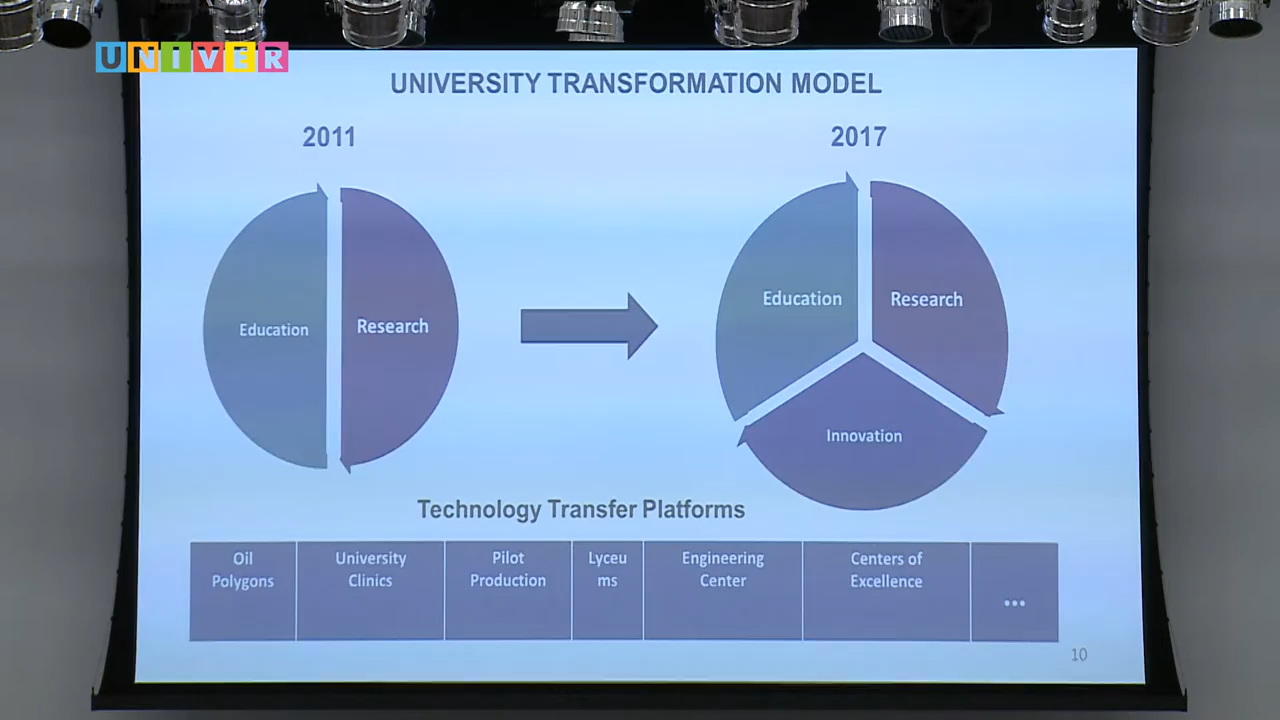 UNIVER
UNIVERSITY TRANSFORMATION MODEL
2011
2017
Education
Research
Education
Research
Innovation
Technology Transfer Platforms
Oil
Polygons
University
Clinics
Pilot
Production
Lyceu
ms
Engineering
Center
Centers of
Excellence
...
10